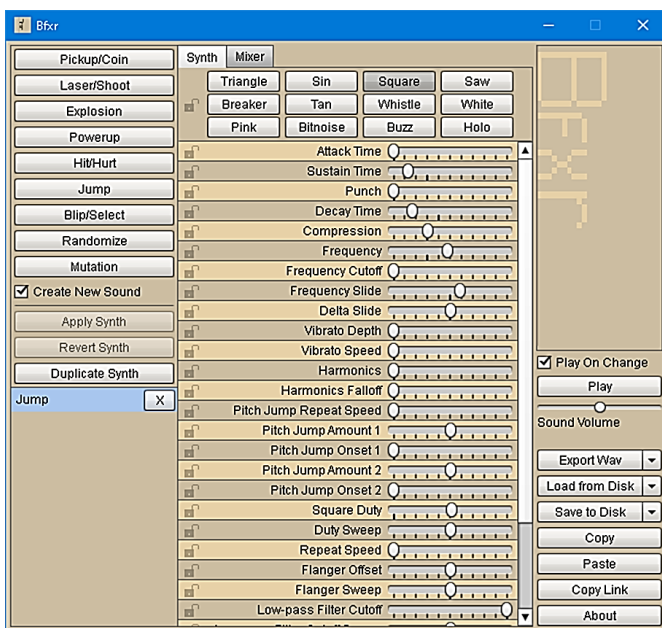 Bfxr
Pickup/Coin
Laser/Shoot
Explosion
Powerup
Hit/Hurt
Jump
Blip/Select
Randomize
Mutation
Create New Sound
Apply Synth
Revert Synth
Duplicate Synth
Jump X
Synth Mixer
Triangle Sin Square Saw
Breaker Tan Whistle White
Pink Bitnoise Buzz Holo
Attack Time
Sustain Time
Punch
Decay Time
Compression
Frequency
Frequency Cutoff
Frequency Slide
Delta Slide
Vibrato Depth
Vibrato Speed
Harmonics
Harmonics Falloff
Pitch Jump Repeat Speed
Pitch Jump Amount 1
Pitch Jump Onset 1
Pitch Jump Amount 2
Pitch Jump Onset 2
Square Duty
Duty Sweep
Repeat Speed
Flanger Offset
Flanger Sweep
Low-pass Filter Cutoff
Bfxr
Play On Change
Play
Sound Volume
Export Wav
Load from Disk
Save to Disk
Copy
Paste
Copy Link
About